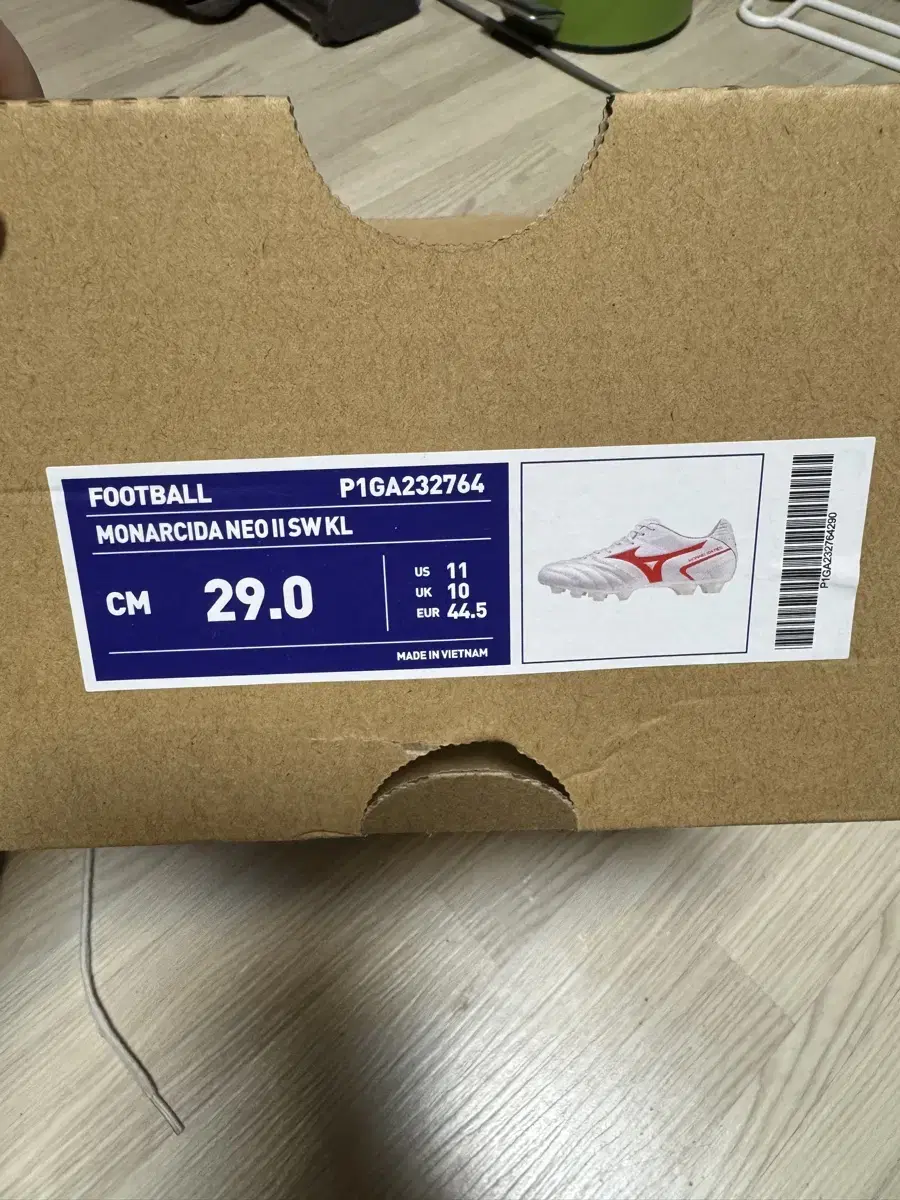 FOOTBALL P1GA232764
MONARCIDA NEO II SW KL
CM 29.0
US 11
UK 10
EUR 44.5
MADE IN VIETNAM
P1GA232764290